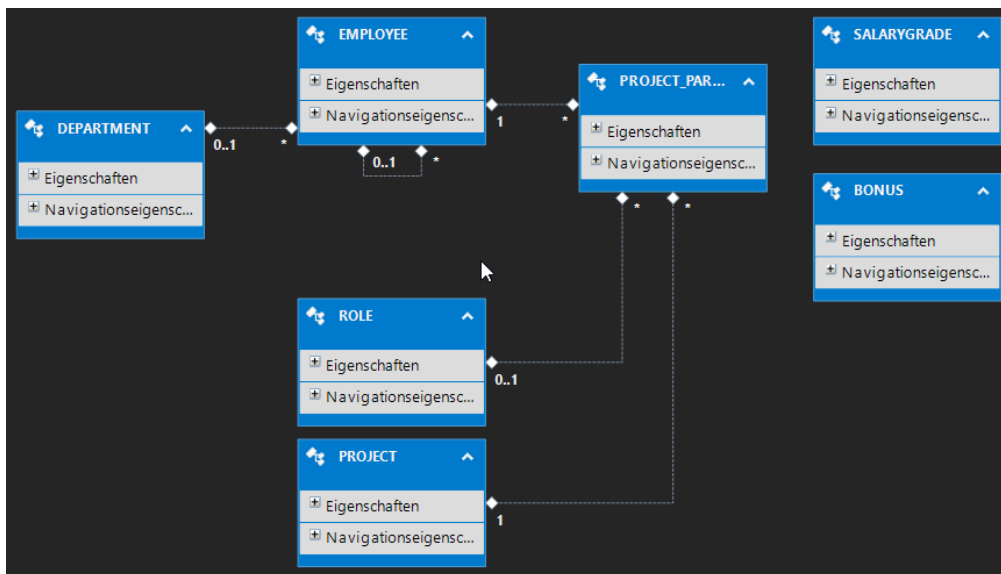 EMPLOYEE
Eigenschaften
Navigationseigensc...
SALARYGRADE
Eigenschaften
Navigationseigensc...
PROJECT_PAR...
Eigenschaften
Navigationseigensc...
DEPARTMENT
Eigenschaften
Navigationseigensc...
0..1
*
1
*
0..1
*
BONUS
Eigenschaften
Navigationseigensc...
*
*
ROLE
Eigenschaften
Navigationseigensc...
0..1
PROJECT
Eigenschaften
Navigationseigensc...
1